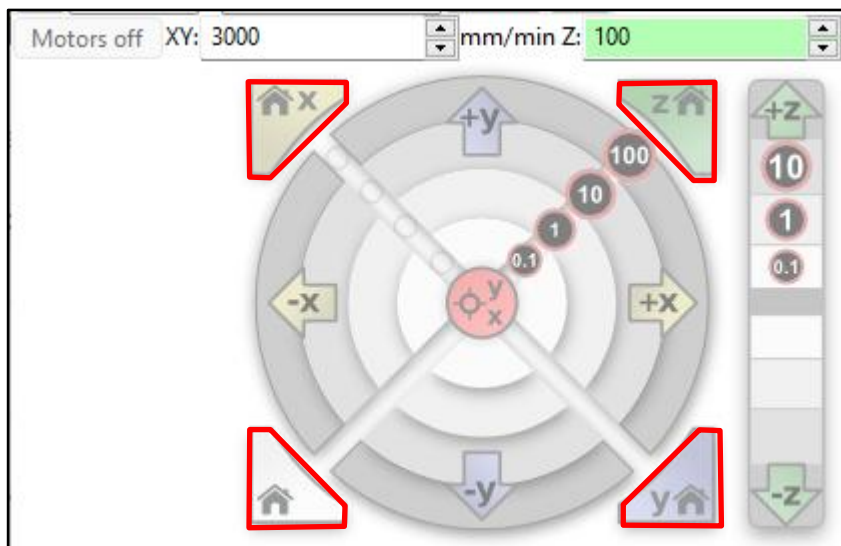 Motors off XY: 3000 mm/min Z: 100
x z +z
+y
100 10
10
1 1
0.1 0.1
y
-x x +x
-y
y -z